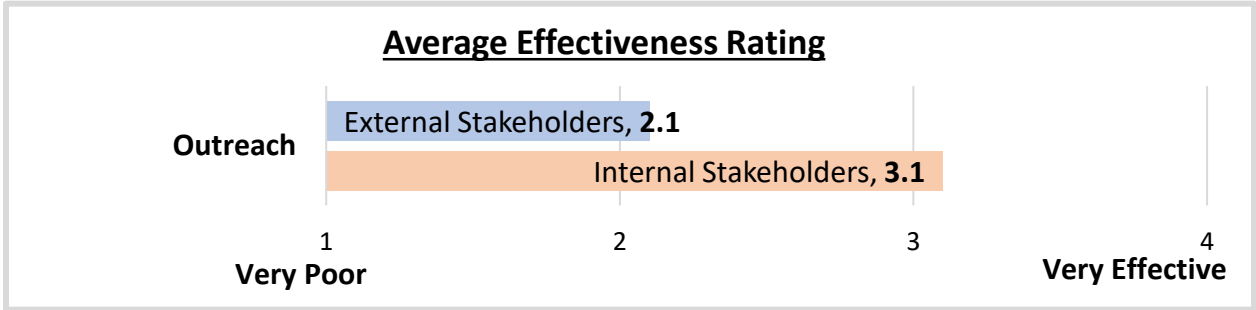 Average Effectiveness Rating
External Stakeholders, 2.1
Outreach
Internal Stakeholders, 3.1
1 2 3 4
Very Poor Very Effective